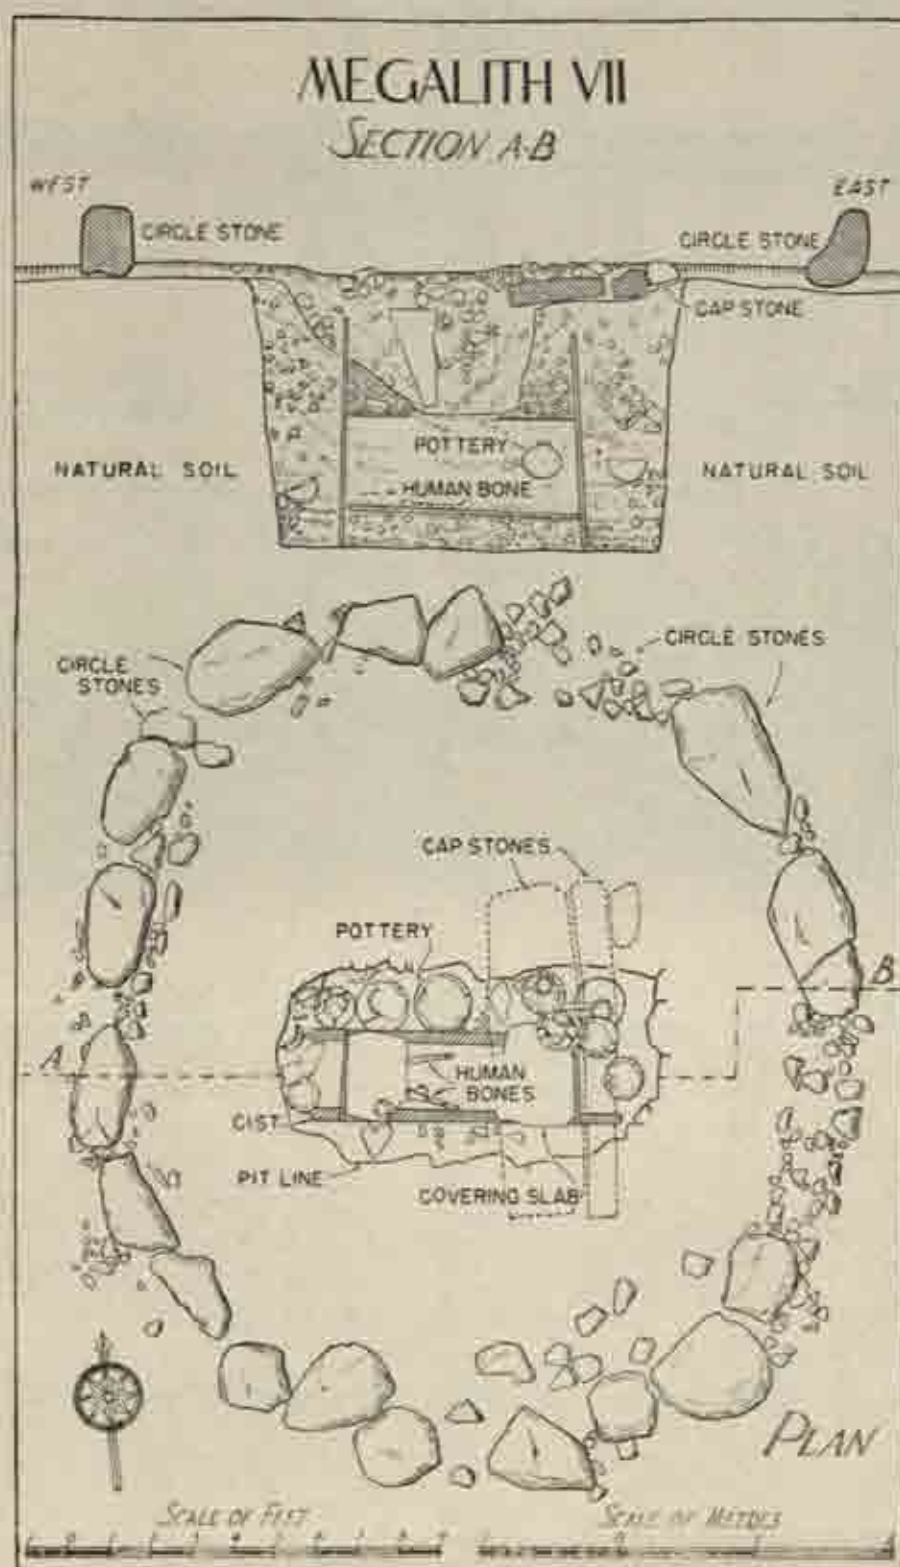 MEGALITH VII
SECTION A-B
WEST
EAST
CIRCLE STONE
CIRCLE STONE
CAP STONE
NATURAL SOIL
POTTERY
HUMAN BONE
NATURAL SOIL
CIRCLE STONES
CIRCLE
STONES
CAP STONES
POTTERY
B
A
HUMAN
BONES
CIST
PIT LINE
COVERING SLAB
PLAN
SCALE OF FEET
SCALE OF METRES